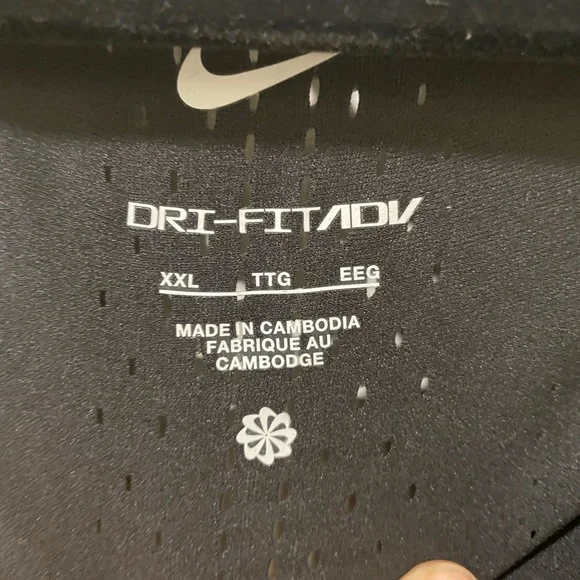 DRI-FITADV
XXL TTG EEG
MADE IN CAMBODIA
FABRIQUE AU
CAMBODGE